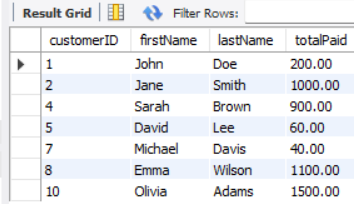 Result Grid Filter Rows:
customerID firstName lastName totalPaid
1 John Doe 200.00
2 Jane Smith 1000.00
4 Sarah Brown 900.00
5 David Lee 60.00
7 Michael Davis 40.00
8 Emma Wilson 1100.00
10 Olivia Adams 1500.00